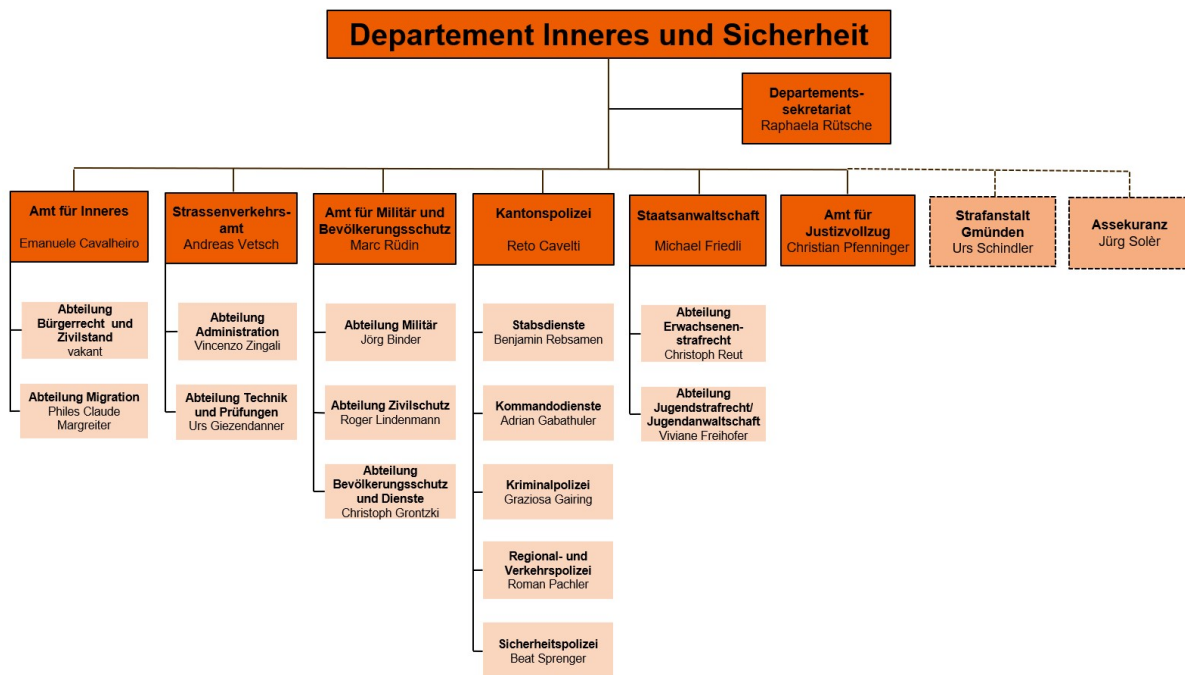 Departement Inneres und Sicherheit
Departements-
sekretariat
Raphaela Rütsche
Amt für Inneres
Emanuele Cavalheiro
Strassenverkehrs-
amt
Andreas Vetsch
Amt für Militär und
Bevölkerungsschutz
Marc Rüdin
Kantonspolizei
Reto Cavelti
Staatsanwaltschaft
Michael Friedli
Amt für
Justizvollzug
Christian Pfenninger
Strafanstalt
Gmünden
Urs Schindler
Assekuranz
Jürg Solèr
Abteilung
Bürgerrecht und
Zivilstand
vakant
Abteilung Migration
Philes Claude
Margreiter
Abteilung
Administration
Vincenzo Zingali
Abteilung Technik
und Prüfungen
Urs Giezendanner
Abteilung Militär
Jörg Binder
Abteilung Zivilschutz
Roger Lindenmann
Abteilung
Bevölkerungsschutz
und Dienste
Christoph Grontzki
Stabsdienste
Benjamin Rebsamen
Kommandodienste
Adrian Gabathuler
Kriminalpolizei
Graziosa Gairing
Regional- und
Verkehrspolizei
Roman Pachler
Sicherheitspolizei
Beat Sprenger
Abteilung
Erwachsenen-
strafrecht
Christoph Reut
Abteilung
Jugendstrafrecht/
Jugendanwaltschaft
Viviane Freihofer